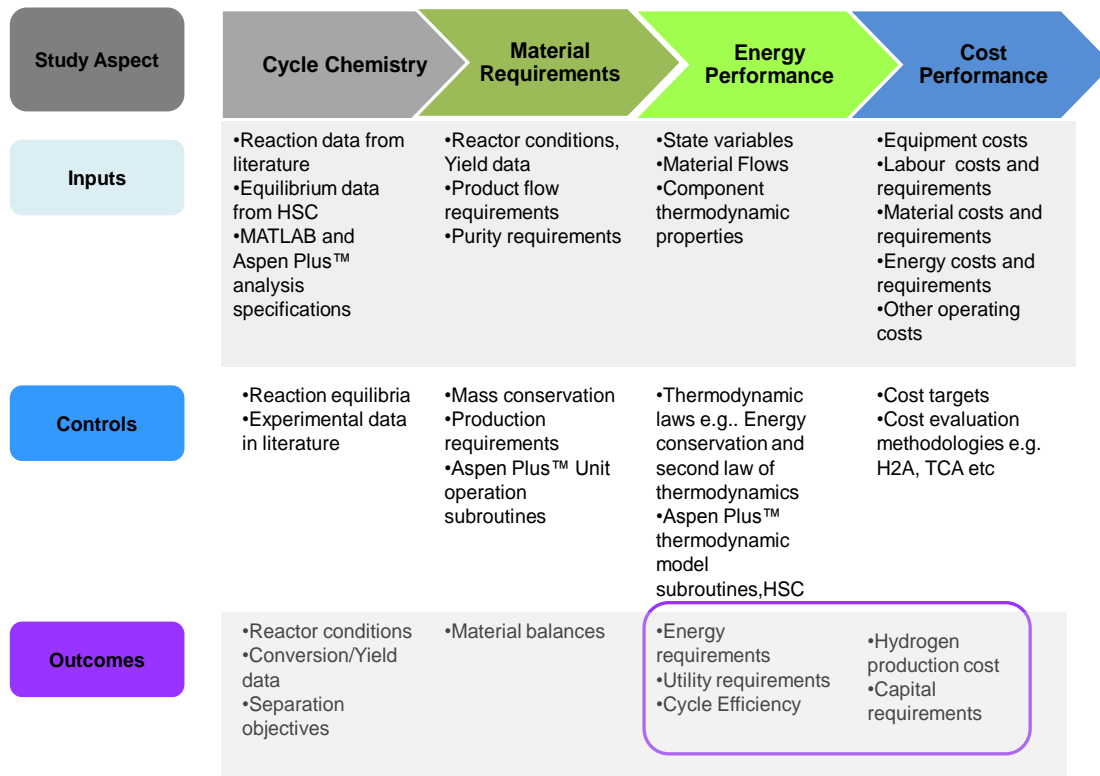 Study Aspect
Cycle Chemistry
Material
Requirements
Energy
Performance
Cost
Performance
Inputs
•Reaction data from
literature
•Equilibrium data
from HSC
•MATLAB and
Aspen Plus™
analysis
specifications
•Reactor conditions,
Yield data
•Product flow
requirements
•Purity requirements
•State variables
•Material Flows
•Component
thermodynamic
properties
•Equipment costs
•Labour costs and
requirements
•Material costs and
requirements
•Energy costs and
requirements
•Other operating
costs
Controls
•Reaction equilibria
•Experimental data
in literature
•Mass conservation
•Production
requirements
•Aspen Plus™ Unit
operation
subroutines
•Thermodynamic
laws e.g.. Energy
conservation and
second law of
thermodynamics
•Aspen Plus™
thermodynamic
model
subroutines,HSC
•Cost targets
•Cost evaluation
methodologies e.g.
H2A, TCA etc
Outcomes
•Reactor conditions
•Conversion/Yield
data
•Separation
objectives
•Material balances
•Energy
requirements
•Utility requirements
•Cycle Efficiency
•Hydrogen
production cost
•Capital
requirements